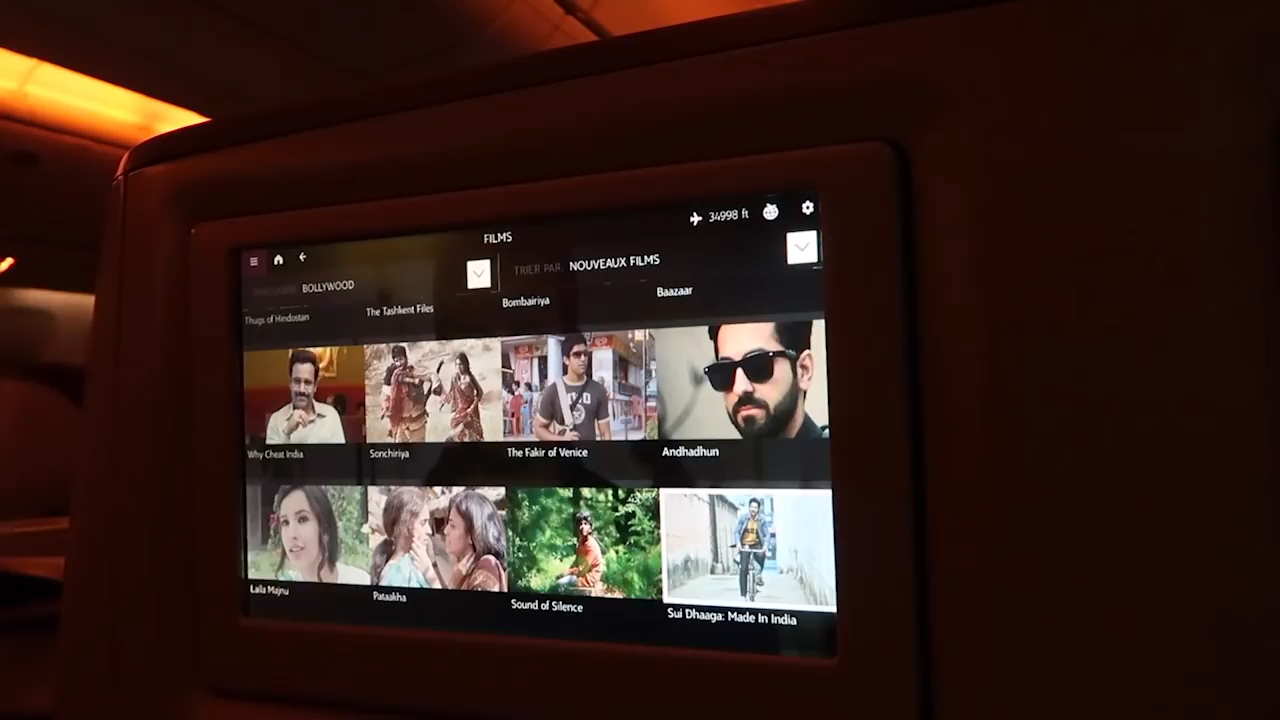 34998 ft
FILMS
BOLLYWOOD
TRIER PAR. NOUVEAUX FILMS
Thugs of Hindostan
The Tashkent Files
Bombairiya
Baazaar
Why Cheat India
Sonchiriya
The Fakir of Venice
Andhadhun
Laila Majnu
Pataakha
Sound of Silence
Sui Dhaaga: Made In India